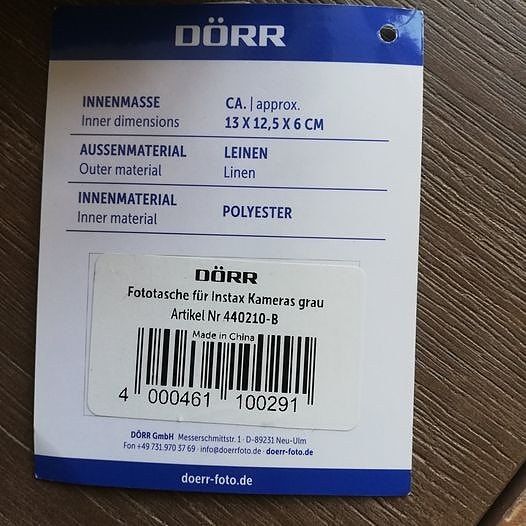 DÖRR
INNENMASSE CA. | approx.
Inner dimensions 13 X 12,5 X 6 CM
AUSSENMATERIAL LEINEN
Outer material Linen
INNENMATERIAL POLYESTER
Inner material
DÖRR
Fototasche für Instax Kameras grau
Artikel Nr 440210-B
Made in China
4 000461 100291
DÖRR GmbH Messerschmittstr. 1 · D-89231 Neu-Ulm
Fon +49 731.970 37 69 · info@doerrfoto.de · doerr-foto.de
doerr-foto.de